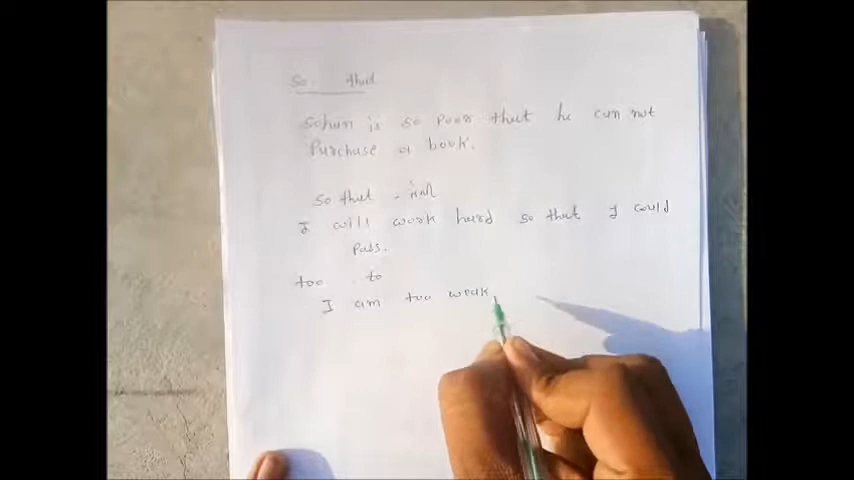 so that
Sohan is so Poor that he can not
Purchase a book.
so that -
I will work hard so that I could
pass.
too to
I am too weak